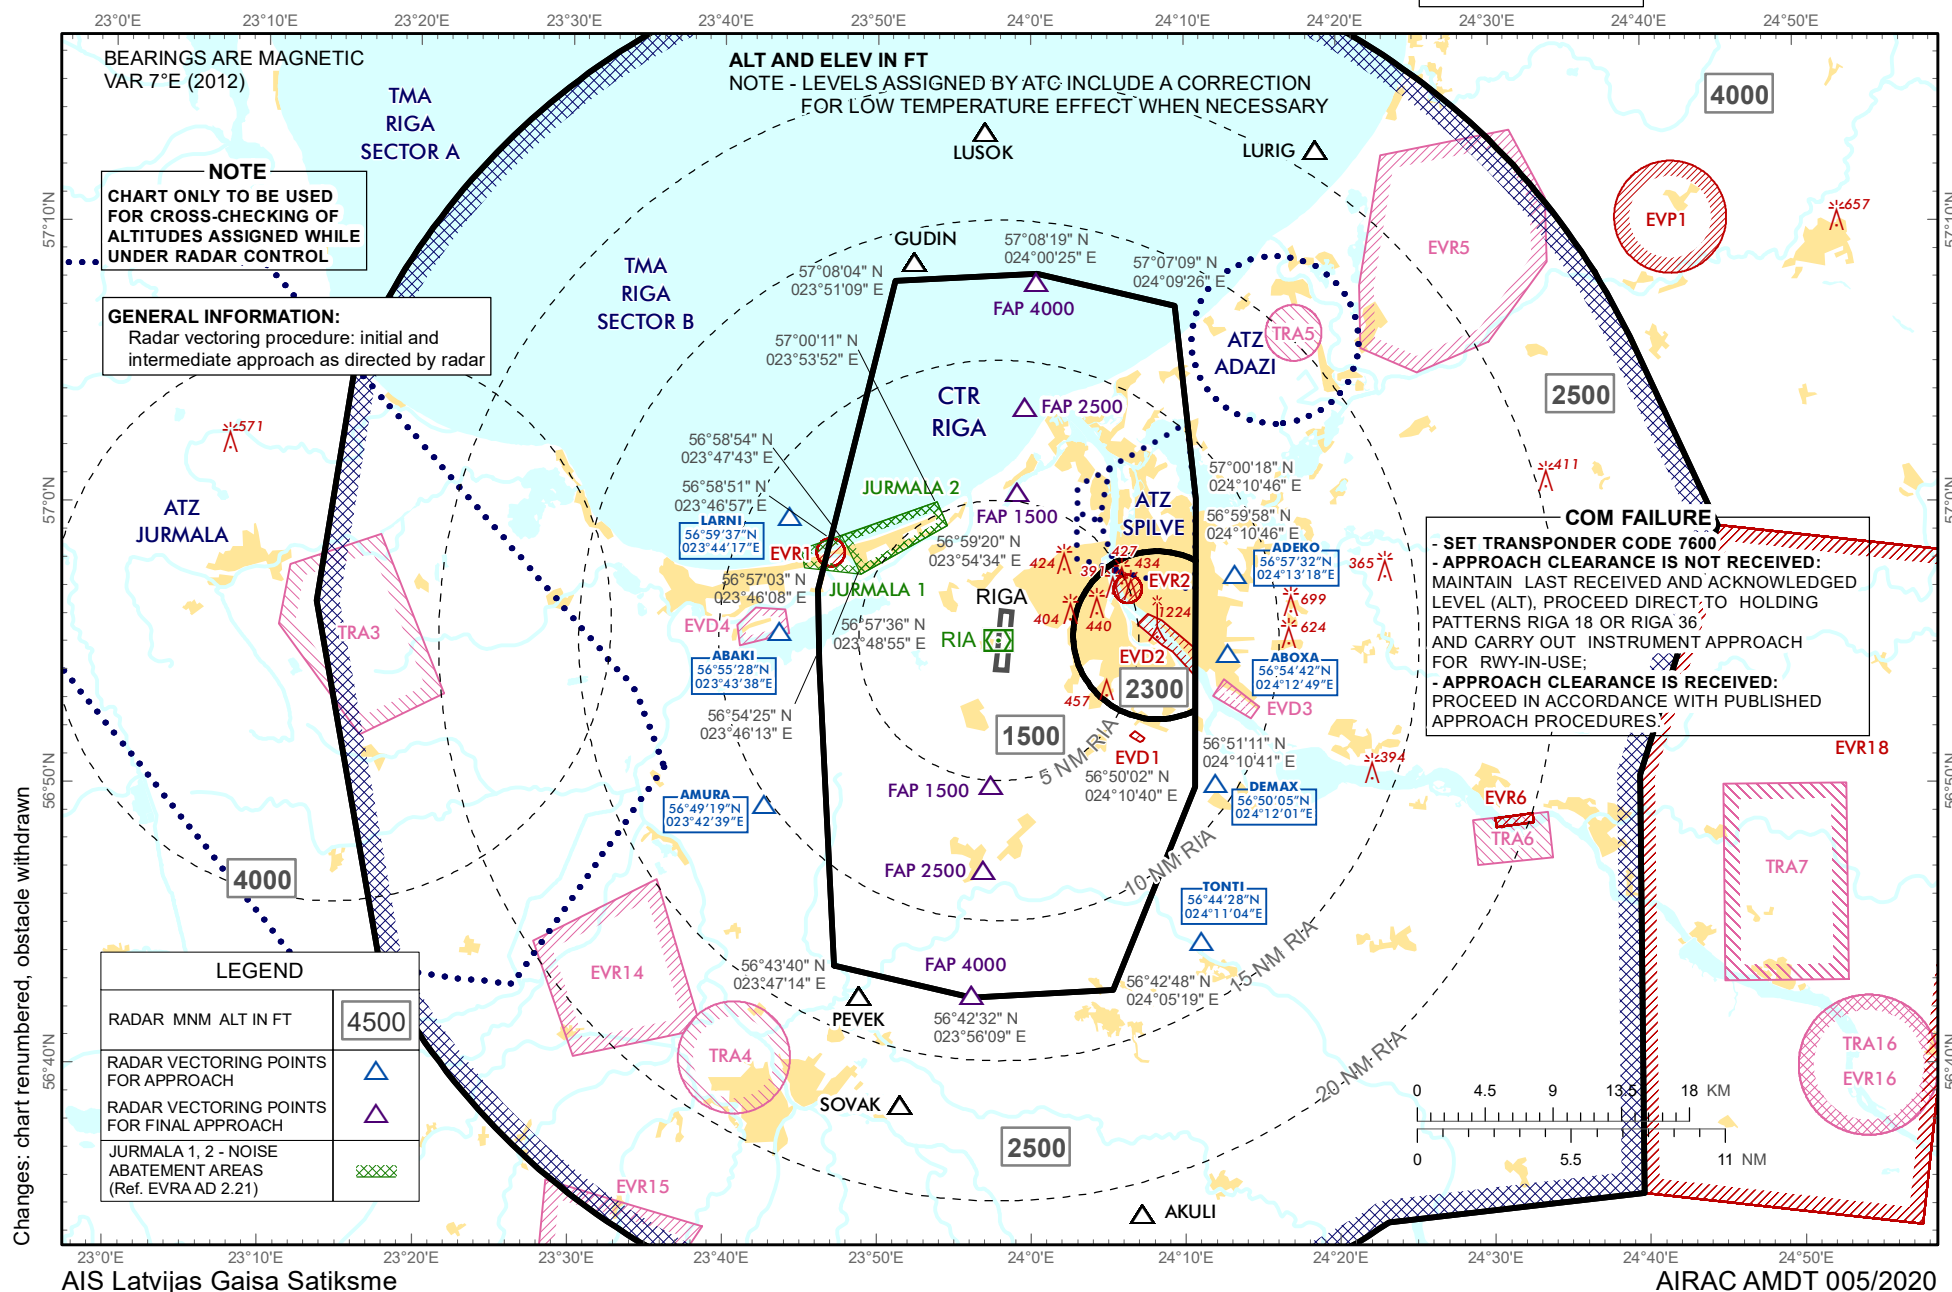 23°0'E 23°10'E 23°20'E 23°30'E 23°40'E 23°50'E 24°0'E 24°10'E 24°20'E 24°30'E 24°40'E 24°50'E
BEARINGS ARE MAGNETIC
VAR 7°E (2012)
ALT AND ELEV IN FT
NOTE - LEVELS ASSIGNED BY ATC INCLUDE A CORRECTION
FOR LOW TEMPERATURE EFFECT WHEN NECESSARY
4000
TMA
RIGA
SECTOR A
LUSOK
LURIG
NOTE
CHART ONLY TO BE USED
FOR CROSS-CHECKING OF
ALTITUDES ASSIGNED WHILE
UNDER RADAR CONTROL
57°10'N
57°10'N
EVP1
657
EVR5
GUDIN
57°08'19" N
024°00'25" E
57°08'04" N
023°51'09" E
57°07'09" N
024°09'26" E
TMA
RIGA
SECTOR B
FAP 4000
GENERAL INFORMATION:
Radar vectoring procedure: initial and
intermediate approach as directed by radar
TRA5
ATZ
ADAZI
57°00'11" N
023°53'52" E
2500
CTR
RIGA
FAP 2500
571
56°58'54" N
023°47'43" E
57°00'18" N
024°10'46" E
411
56°58'51" N
023°46'57" E
JURMALA 2
57°0'N
57°0'N
ATZ
JURMALA
ATZ
SPILVE
FAP 1500
LARNI
56°59'37"N
023°44'17"E
56°59'58" N
024°10'46" E
56°59'20" N
023°54'34" E
EVR1
ADEKO
56°57'32"N
024°13'18"E
COM FAILURE
- SET TRANSPONDER CODE 7600
- APPROACH CLEARANCE IS NOT RECEIVED:
MAINTAIN LAST RECEIVED AND ACKNOWLEDGED
LEVEL (ALT), PROCEED DIRECT TO HOLDING
PATTERNS RIGA 18 OR RIGA 36
AND CARRY OUT INSTRUMENT APPROACH
FOR RWY-IN-USE;
- APPROACH CLEARANCE IS RECEIVED:
PROCEED IN ACCORDANCE WITH PUBLISHED
APPROACH PROCEDURES.
424
427
391
434
365
EVR2
56°57'03" N
023°46'08" E
JURMALA 1
RIGA
699
404
440
1224
624
EVD4
56°57'36" N
023°48'55" E
RIA
TRA3
EVD2
ABAKI
56°55'28"N
023°43'38"E
ABOXA
56°54'42"N
024°12'49"E
2300
457
EVD3
56°54'25" N
023°46'13" E
1500
5 NM RIA
56°51'11" N
024°10'41" E
EVD1
394
EVR18
56°50'02" N
024°10'40" E
56°50'N
56°50'N
FAP 1500
AMURA
56°49'19"N
023°42'39"E
DEMAX
56°50'05"N
024°12'01"E
EVR6
TRA6
TRA7
10 NM RIA
4000
FAP 2500
TONTI
56°44'28"N
024°11'04"E
15 NM RIA
EVR14
56°43'40" N
023°47'14" E
FAP 4000
56°42'48" N
024°05'19" E
PEVEK
56°42'32" N
023°56'09" E
LEGEND
RADAR MNM ALT IN FT
4500
RADAR VECTORING POINTS
FOR APPROACH
RADAR VECTORING POINTS
FOR FINAL APPROACH
JURMALA 1, 2 - NOISE
ABATEMENT AREAS
(Ref. EVRA AD 2.21)
TRA4
20 NM RIA
TRA16
EVR16
56°40'N
56°40'N
SOVAK
0 4.5 9 13.5 18 KM
0 5.5 11 NM
2500
EVR15
AKULI
23°0'E 23°10'E 23°20'E 23°30'E 23°40'E 23°50'E 24°0'E 24°10'E 24°20'E 24°30'E 24°40'E 24°50'E
Changes: chart renumbered, obstacle withdrawn
AIS Latvijas Gaisa Satiksme
AIRAC AMDT 005/2020